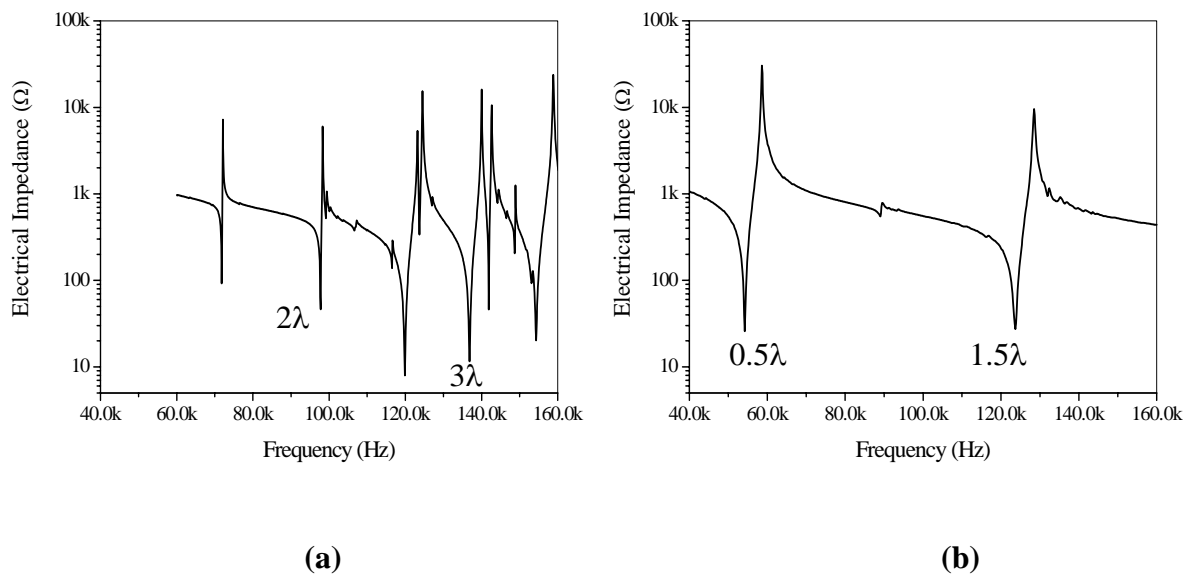 100k
10k
1k
100
10
Electrical Impedance (Ω)
2λ
3λ
40.0k 60.0k 80.0k 100.0k 120.0k 140.0k 160.0k
Frequency (Hz)
(a)
100k
10k
1k
100
10
Electrical Impedance (Ω)
0.5λ
1.5λ
40.0k 60.0k 80.0k 100.0k 120.0k 140.0k 160.0k
Frequency (Hz)
(b)